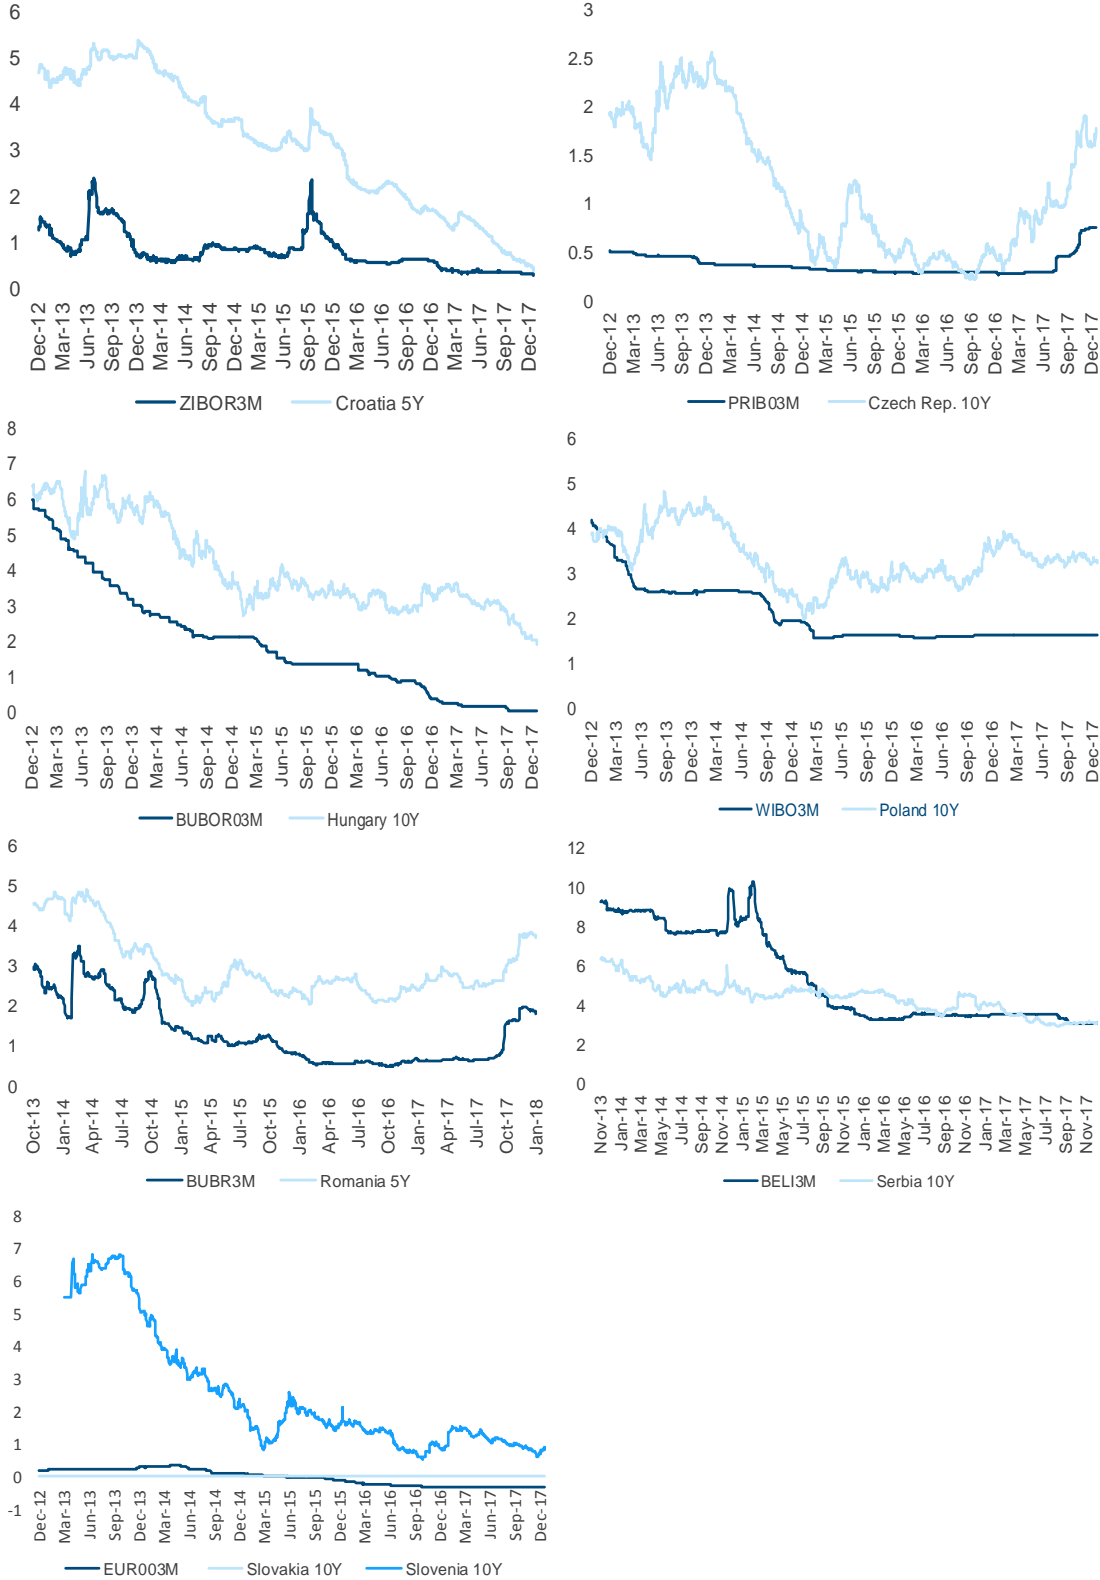 6
5
4
3
2
1
0
Dec-12
Mar-13
Jun-13
Sep-13
Dec-13
Mar-14
Jun-14
Sep-14
Dec-14
Mar-15
Jun-15
Sep-15
Dec-15
Mar-16
Jun-16
Sep-16
Dec-16
Mar-17
Jun-17
Sep-17
Dec-17
ZIBOR3M Croatia 5Y
3
2.5
2
1.5
1
0.5
0
Dec-12
Mar-13
Jun-13
Sep-13
Dec-13
Mar-14
Jun-14
Sep-14
Dec-14
Mar-15
Jun-15
Sep-15
Dec-15
Mar-16
Jun-16
Sep-16
Dec-16
Mar-17
Jun-17
Sep-17
Dec-17
PRIB03M Czech Rep. 10Y
8
7
6
5
4
3
2
1
0
Dec-12
Mar-13
Jun-13
Sep-13
Dec-13
Mar-14
Jun-14
Sep-14
Dec-14
Mar-15
Jun-15
Sep-15
Dec-15
Mar-16
Jun-16
Sep-16
Dec-16
Mar-17
Jun-17
Sep-17
Dec-17
BUBOR03M Hungary 10Y
6
5
4
3
2
1
0
Dec-12
Mar-13
Jun-13
Sep-13
Dec-13
Mar-14
Jun-14
Sep-14
Dec-14
Mar-15
Jun-15
Sep-15
Dec-15
Mar-16
Jun-16
Sep-16
Dec-16
Mar-17
Jun-17
Sep-17
Dec-17
WIBO3M Poland 10Y
6
5
4
3
2
1
0
Oct-13
Jan-14
Apr-14
Jul-14
Oct-14
Jan-15
Apr-15
Jul-15
Oct-15
Jan-16
Apr-16
Jul-16
Oct-16
Jan-17
Apr-17
Jul-17
Oct-17
Jan-18
BUBR3M Romania 5Y
12
10
8
6
4
2
0
Nov-13
Jan-14
Mar-14
May-14
Jul-14
Sep-14
Nov-14
Jan-15
Mar-15
May-15
Jul-15
Sep-15
Nov-15
Jan-16
Mar-16
May-16
Jul-16
Sep-16
Nov-16
Jan-17
Mar-17
May-17
Jul-17
Sep-17
Nov-17
BELI3M Serbia 10Y
8
7
6
5
4
3
2
1
0
-1
Dec-12
Mar-13
Jun-13
Sep-13
Dec-13
Mar-14
Jun-14
Sep-14
Dec-14
Mar-15
Jun-15
Sep-15
Dec-15
Mar-16
Jun-16
Sep-16
Dec-16
Mar-17
Jun-17
Sep-17
Dec-17
EUR003M Slovakia 10Y Slovenia 10Y